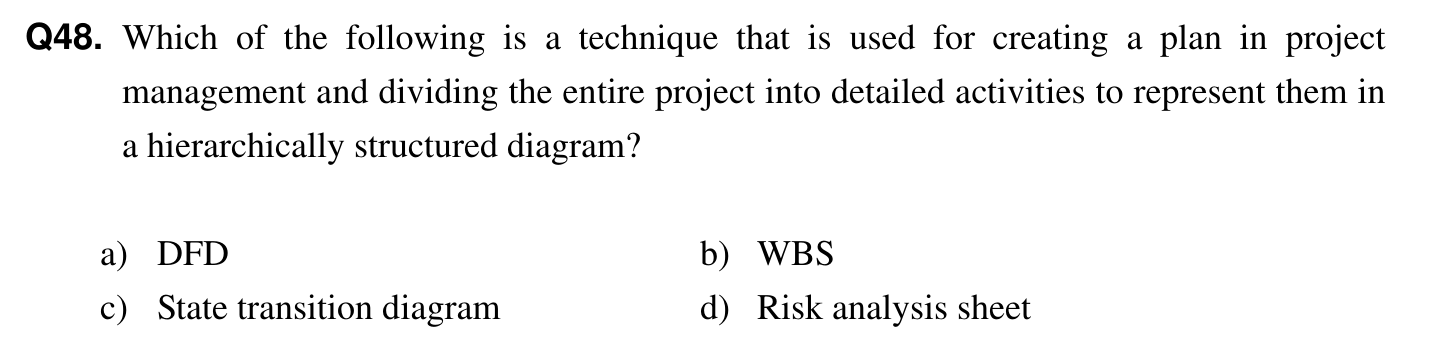 Q48. Which of the following is a technique that is used for creating a plan in project
management and dividing the entire project into detailed activities to represent them in
a hierarchically structured diagram?
a) DFD b) WBS
c) State transition diagram d) Risk analysis sheet